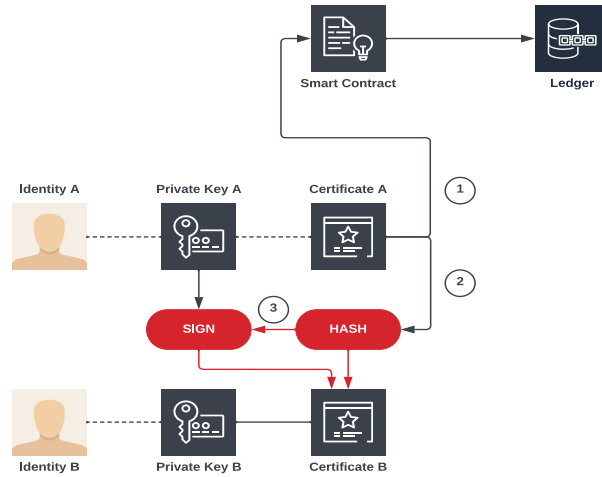 Smart Contract
Ledger
Identity A
Private Key A
Certificate A
1
2
3
SIGN
HASH
Identity B
Private Key B
Certificate B